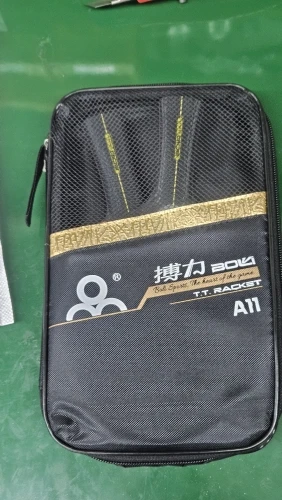 ®
搏力 BOLI
Boli Sports, The heart of the game
T.T. RACKET
A11